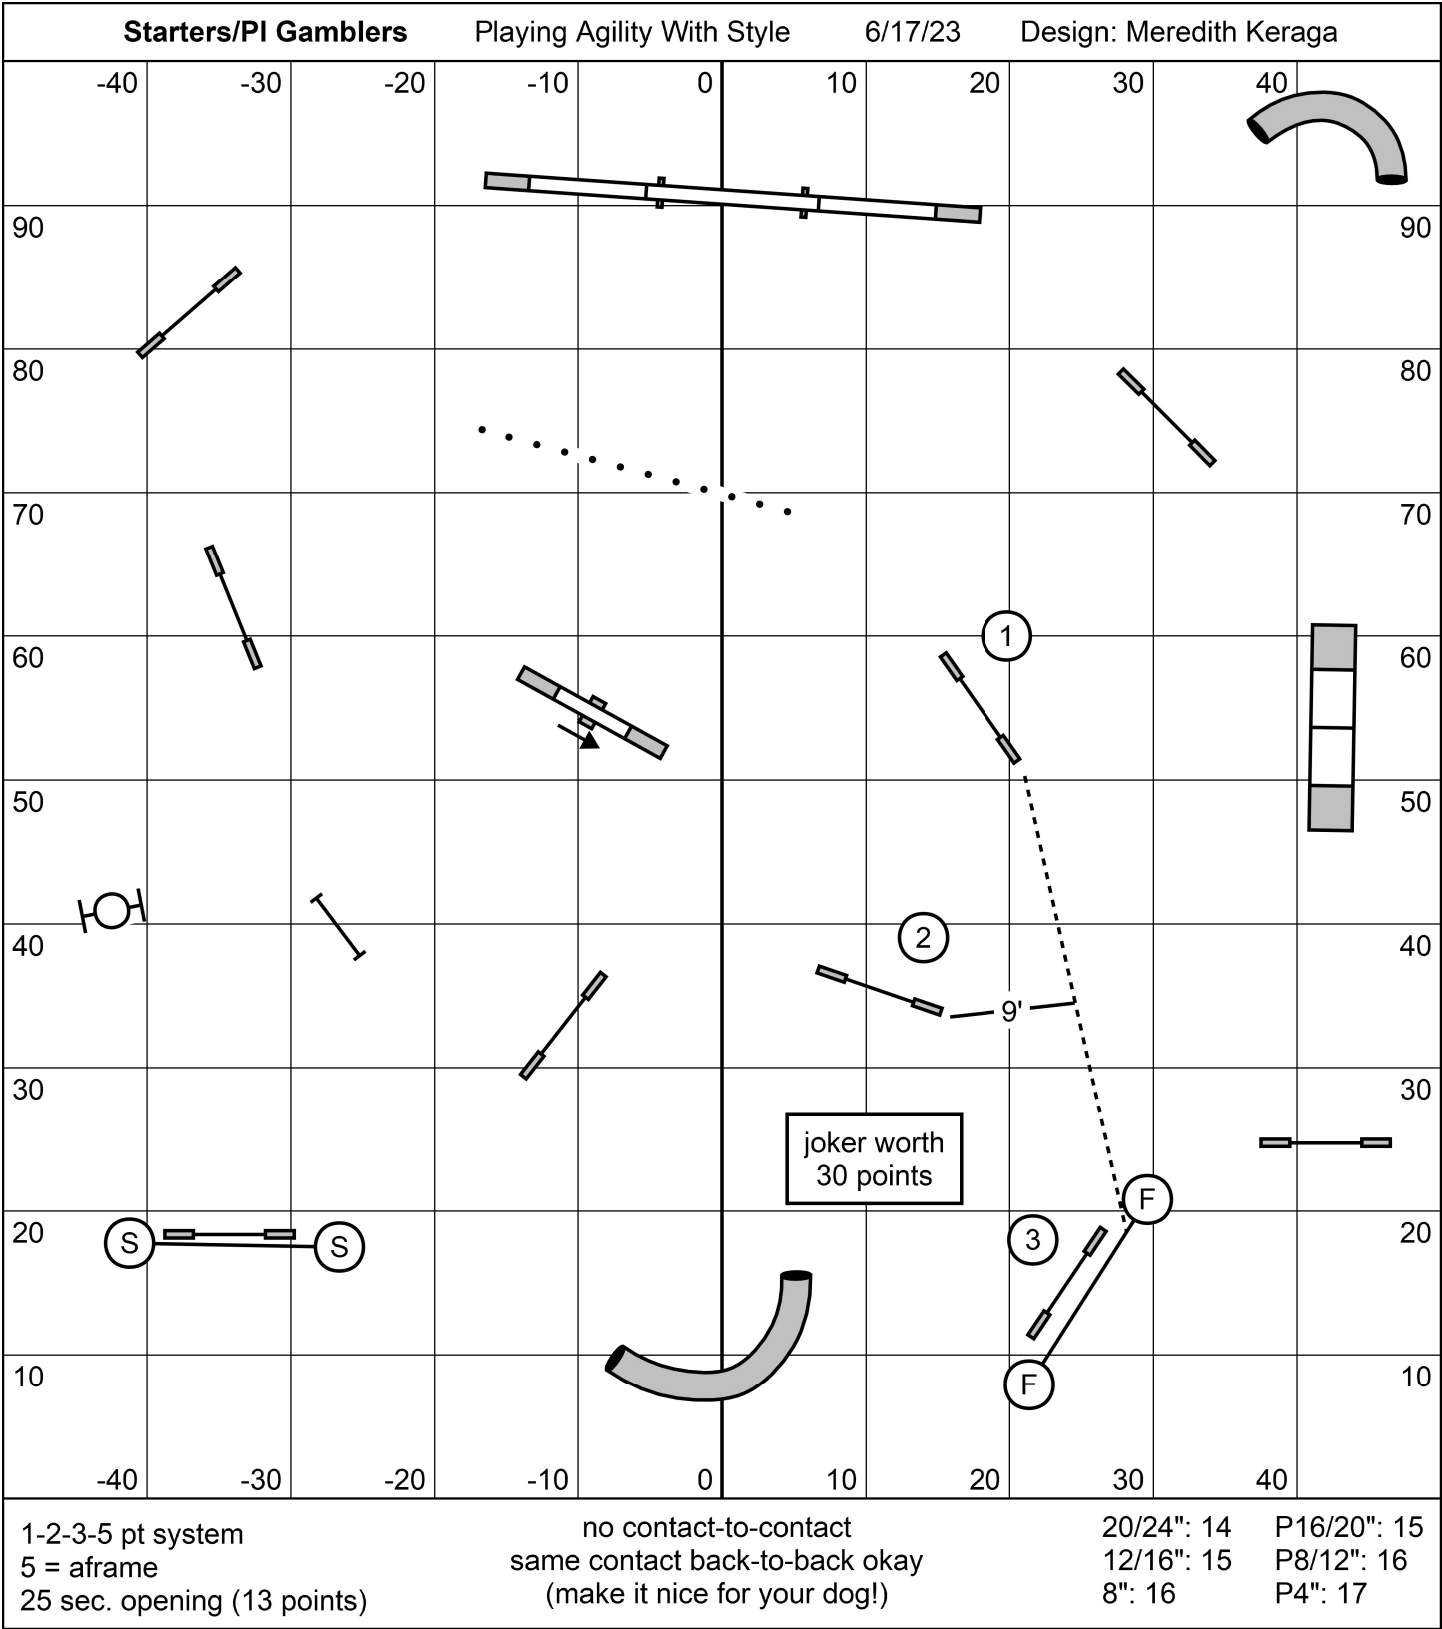 Starters/PI Gamblers Playing Agility With Style 6/17/23 Design: Meredith Keraga
-40 -30 -20 -10 0 10 20 30 40
90 90
80 80
70 70
1
60 60
50 50
2
40 40
9'
30 30
joker worth
30 points
F
20 20
S S 3
10 10
F
-40 -30 -20 -10 0 10 20 30 40
1-2-3-5 pt system
5 = aframe
25 sec. opening (13 points)
no contact-to-contact
same contact back-to-back okay
(make it nice for your dog!)
20/24": 14 P16/20": 15
12/16": 15 P8/12": 16
8": 16 P4": 17